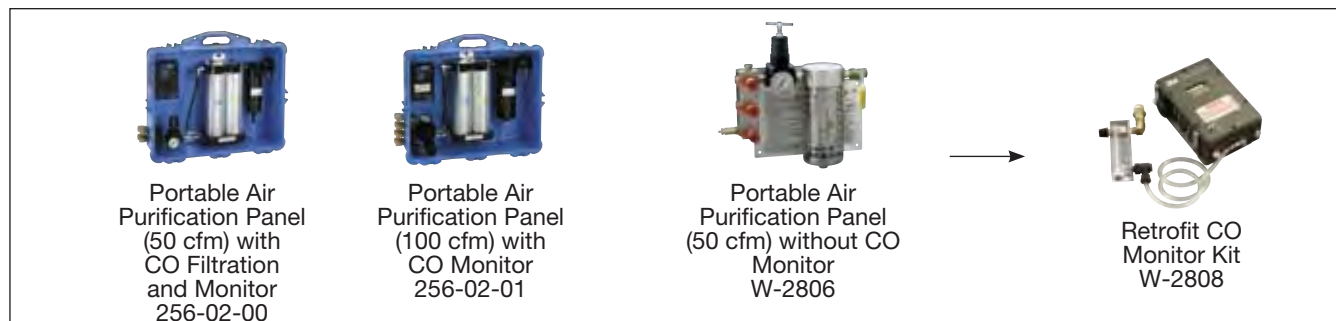 Portable Air
Purification Panel
(50 cfm) with
CO Filtration
and Monitor
256-02-00
Portable Air
Purification Panel
(100 cfm) with
CO Monitor
256-02-01
Portable Air
Purification Panel
(50 cfm) without CO
Monitor
W-2806
Retrofit CO
Monitor Kit
W-2808